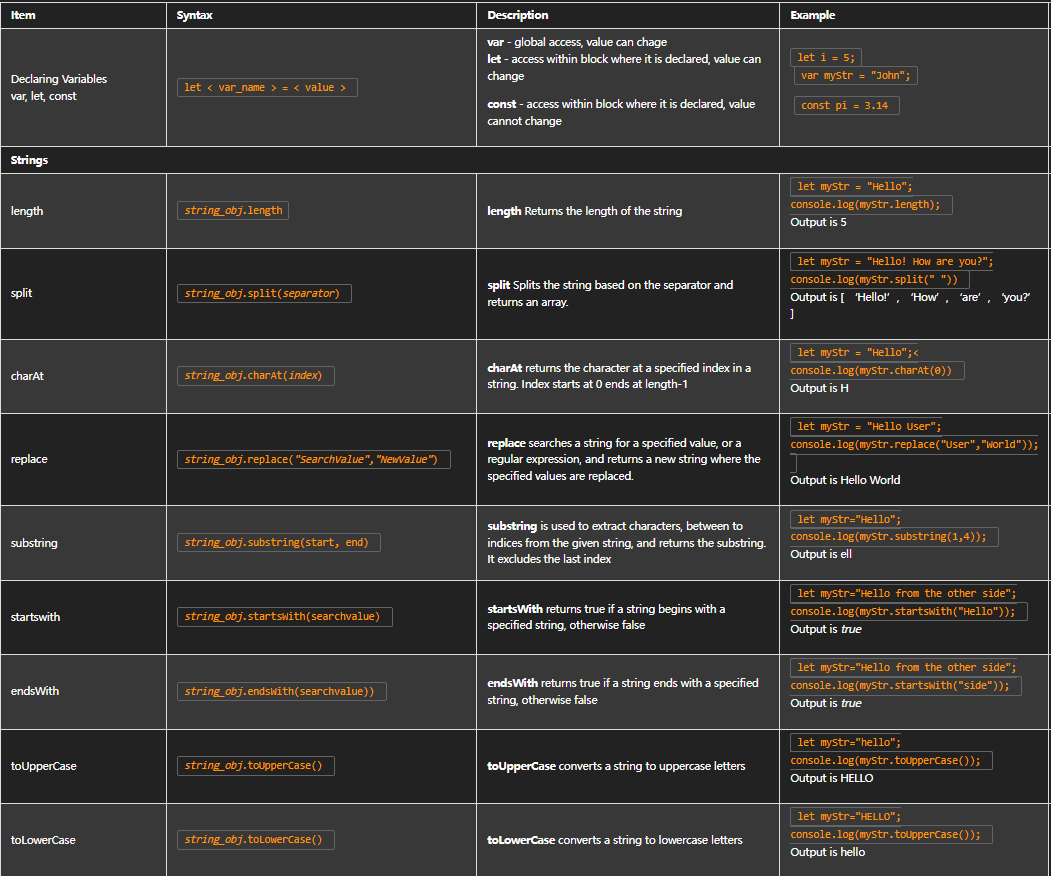 Item Syntax Description Example
Declaring Variables
var, let, const
let < var_name > = < value >
var - global access, value can chage
let - access within block where it is declared, value can
change
const - access within block where it is declared, value
cannot change
let i = 5;
var myStr = "John";
const pi = 3.14
Strings
length
string_obj.length
length Returns the length of the string
let myStr = "Hello";
console.log(myStr.length);
Output is 5
split
string_obj.split(separator)
split Splits the string based on the separator and
returns an array.
let myStr = "Hello! How are you?";
console.log(myStr.split(" "))
Output is [ ‘Hello!’ , ‘How’ , ‘are’ , ‘you?’
]
charAt
string_obj.charAt(index)
charAt returns the character at a specified index in a
string. Index starts at 0 ends at length-1
let myStr = "Hello";<
console.log(myStr.charAt(0))
Output is H
replace
string_obj.replace("SearchValue","NewValue")
replace searches a string for a specified value, or a
regular expression, and returns a new string where the
specified values are replaced.
let myStr = "Hello User";
console.log(myStr.replace("User","World"));
Output is Hello World
substring
string_obj.substring(start, end)
substring is used to extract characters, between to
indices from the given string, and returns the substring.
It excludes the last index
let myStr="Hello";
console.log(myStr.substring(1,4));
Output is ell
startswith
string_obj.startsWith(searchvalue)
startsWith returns true if a string begins with a
specified string, otherwise false
let myStr="Hello from the other side";
console.log(myStr.startsWith("Hello"));
Output is true
endsWith
string_obj.endsWith(searchvalue))
endsWith returns true if a string ends with a specified
string, otherwise false
let myStr="Hello from the other side";
console.log(myStr.startsWith("side"));
Output is true
toUpperCase
string_obj.toUpperCase()
toUpperCase converts a string to uppercase letters
let myStr="hello";
console.log(myStr.toUpperCase());
Output is HELLO
toLowerCase
string_obj.toLowerCase()
toLowerCase converts a string to lowercase letters
let myStr="HELLO";
console.log(myStr.toUpperCase());
Output is hello